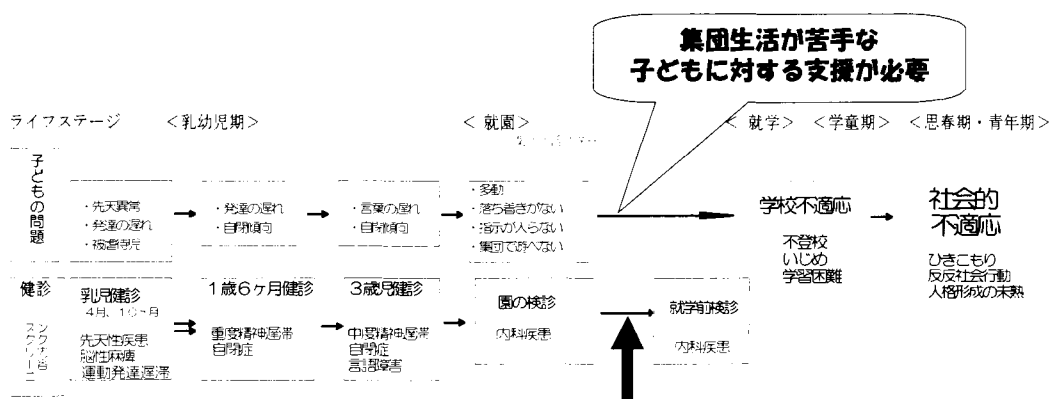 集団生活が苦手な
子どもに対する支援が必要
ライフステージ <乳幼児期> <就園> <就学> <学童期> <思春期・青年期>
子どもの問題
・先天異常
・発達の遅れ
・被虐待児
・発達の遅れ
・自閉傾向
・言葉の遅れ
・自閉傾向
・多動
・落ち着きがない
・指示が入らない
・集団で遊べない
学校不適応
不登校
いじめ
学習困難
社会的
不適応
ひきこもり
反反社会行動
人格形成の未熟
健診
乳児健診
4月、10ヶ月
先天性疾患
脳性麻痺
運動発達遅滞
1歳6ヶ月健診
重度精神遅滞
自閉症
3歳児健診
中度精神遅滞
自閉症
言語障害
園の検診
内科疾患
就学前検診
内科疾患